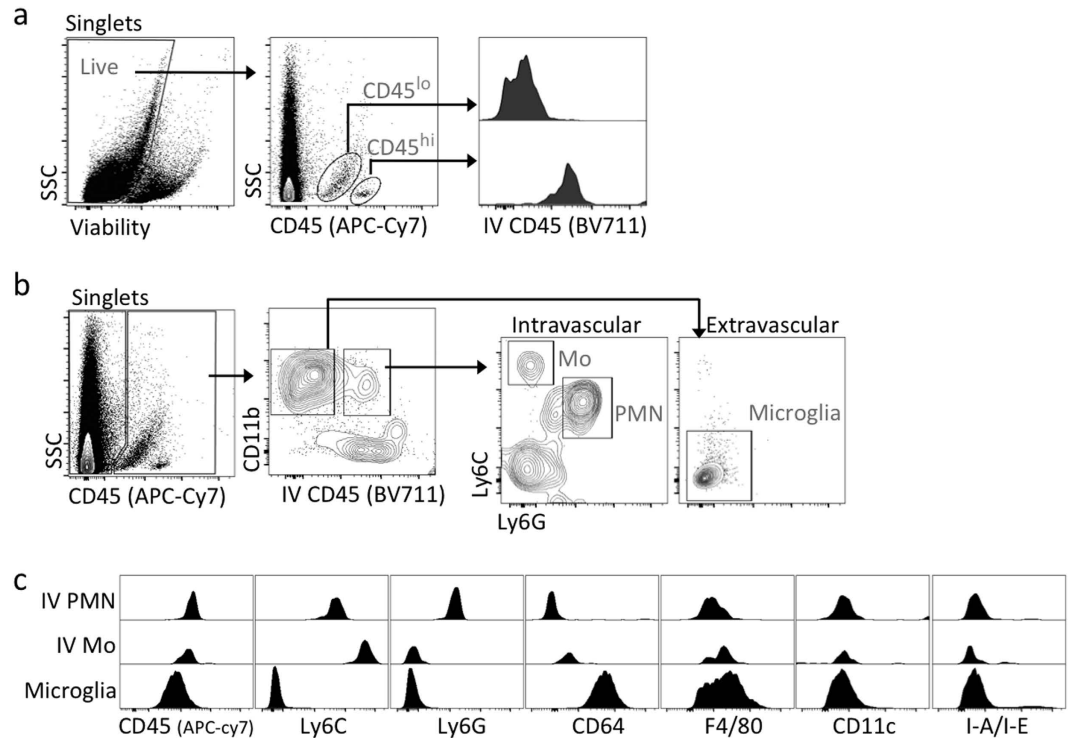 a
Singlets
Live
SSC
Viability
SSC
CD45 (APC-Cy7)
CD45lo
CD45hi
IV CD45 (BV711)
b
Singlets
SSC
CD45 (APC-Cy7)
CD11b
IV CD45 (BV711)
Intravascular
Mo
PMN
Ly6C
Ly6G
Extravascular
Microglia
c
IV PMN
IV Mo
Microglia
CD45 (APC-cy7)
Ly6C
Ly6G
CD64
F4/80
CD11c
I-A/I-E